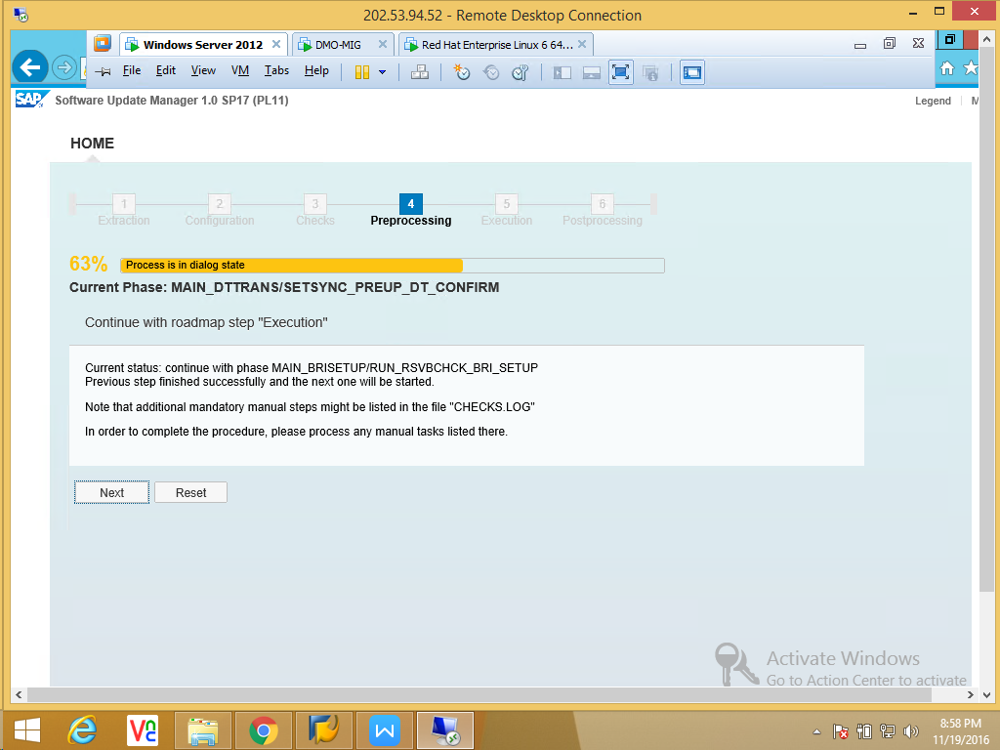 202.53.94.52 - Remote Desktop Connection
Windows Server 2012
DMO-MIG
Red Hat Enterprise Linux 6 64...
File Edit View VM Tabs Help
SAP Software Update Manager 1.0 SP17 (PL11)
Legend
M
HOME
1 2 3 4 5 6
Extraction Configuration Checks Preprocessing Execution Postprocessing
63% Process is in dialog state
Current Phase: MAIN_DTTRANS/SETSYNC_PREUP_DT_CONFIRM
Continue with roadmap step "Execution"
Current status: continue with phase MAIN_BRISETUP/RUN_RSVBCHCK_BRI_SETUP
Previous step finished successfully and the next one will be started.
Note that additional mandatory manual steps might be listed in the file "CHECKS.LOG"
In order to complete the procedure, please process any manual tasks listed there.
Next Reset
Activate Windows
Go to Action Center to activate
8:58 PM
11/19/2016